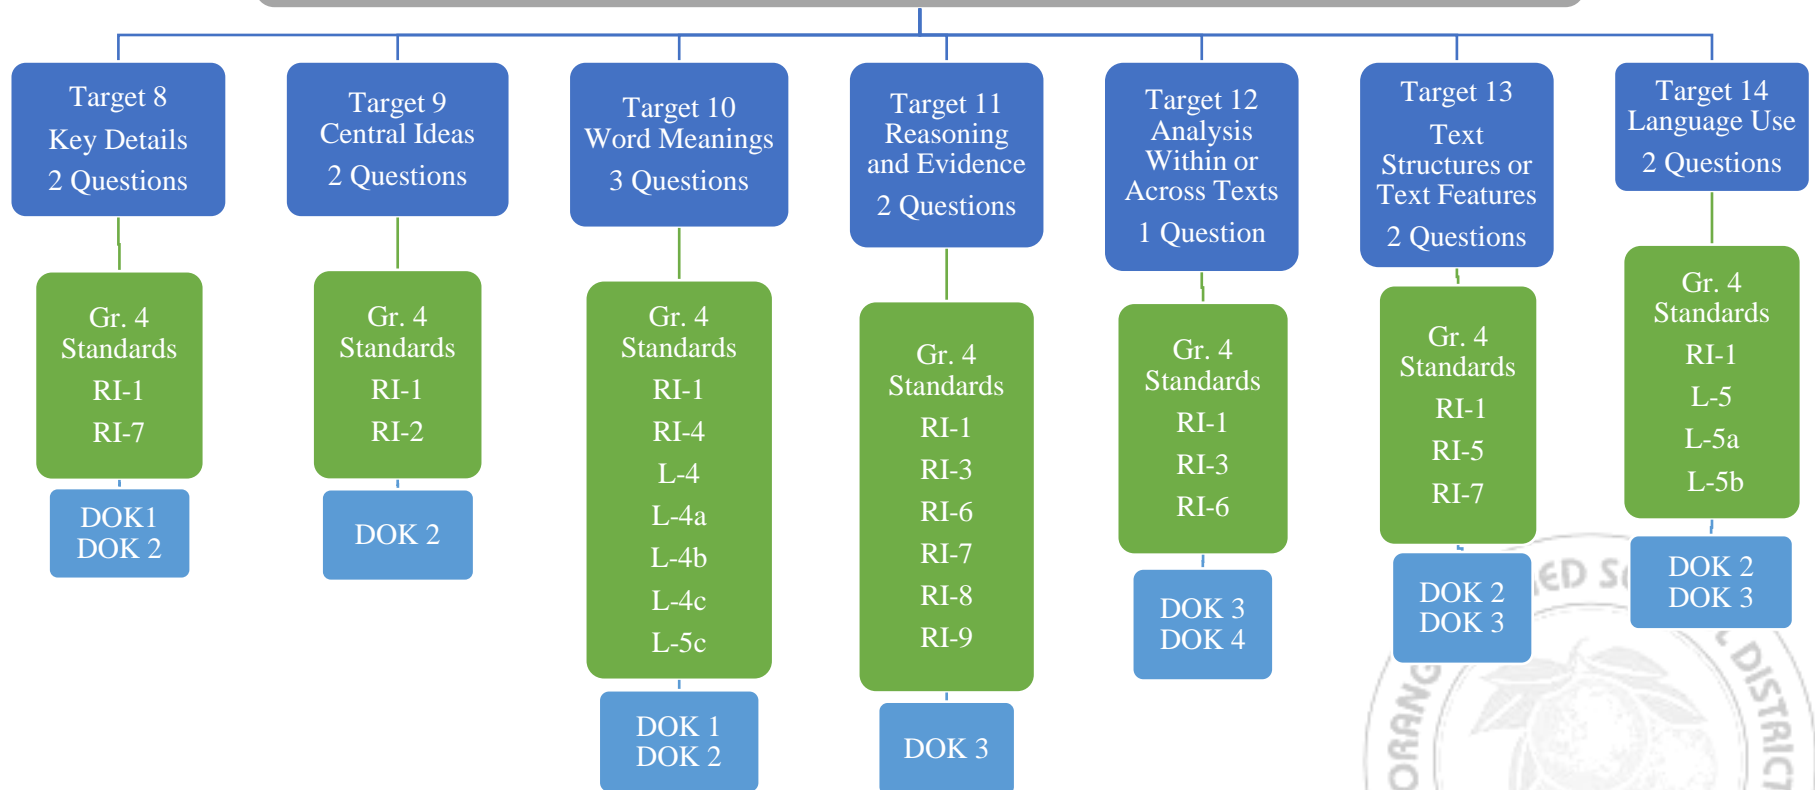 Target 8
Key Details
2 Questions
Gr. 4
Standards
RI-1
RI-7
DOK1
DOK 2
Target 9
Central Ideas
2 Questions
Gr. 4
Standards
RI-1
RI-2
DOK 2
Target 10
Word Meanings
3 Questions
Gr. 4
Standards
RI-1
RI-4
L-4
L-4a
L-4b
L-4c
L-5c
DOK 1
DOK 2
Target 11
Reasoning
and Evidence
2 Questions
Gr. 4
Standards
RI-1
RI-3
RI-6
RI-7
RI-8
RI-9
DOK 3
Target 12
Analysis
Within or
Across Texts
1 Question
Gr. 4
Standards
RI-1
RI-3
RI-6
DOK 3
DOK 4
Target 13
Text
Structures or
Text Features
2 Questions
Gr. 4
Standards
RI-1
RI-5
RI-7
DOK 2
DOK 3
Target 14
Language Use
2 Questions
Gr. 4
Standards
RI-1
L-5
L-5a
L-5b
DOK 2
DOK 3